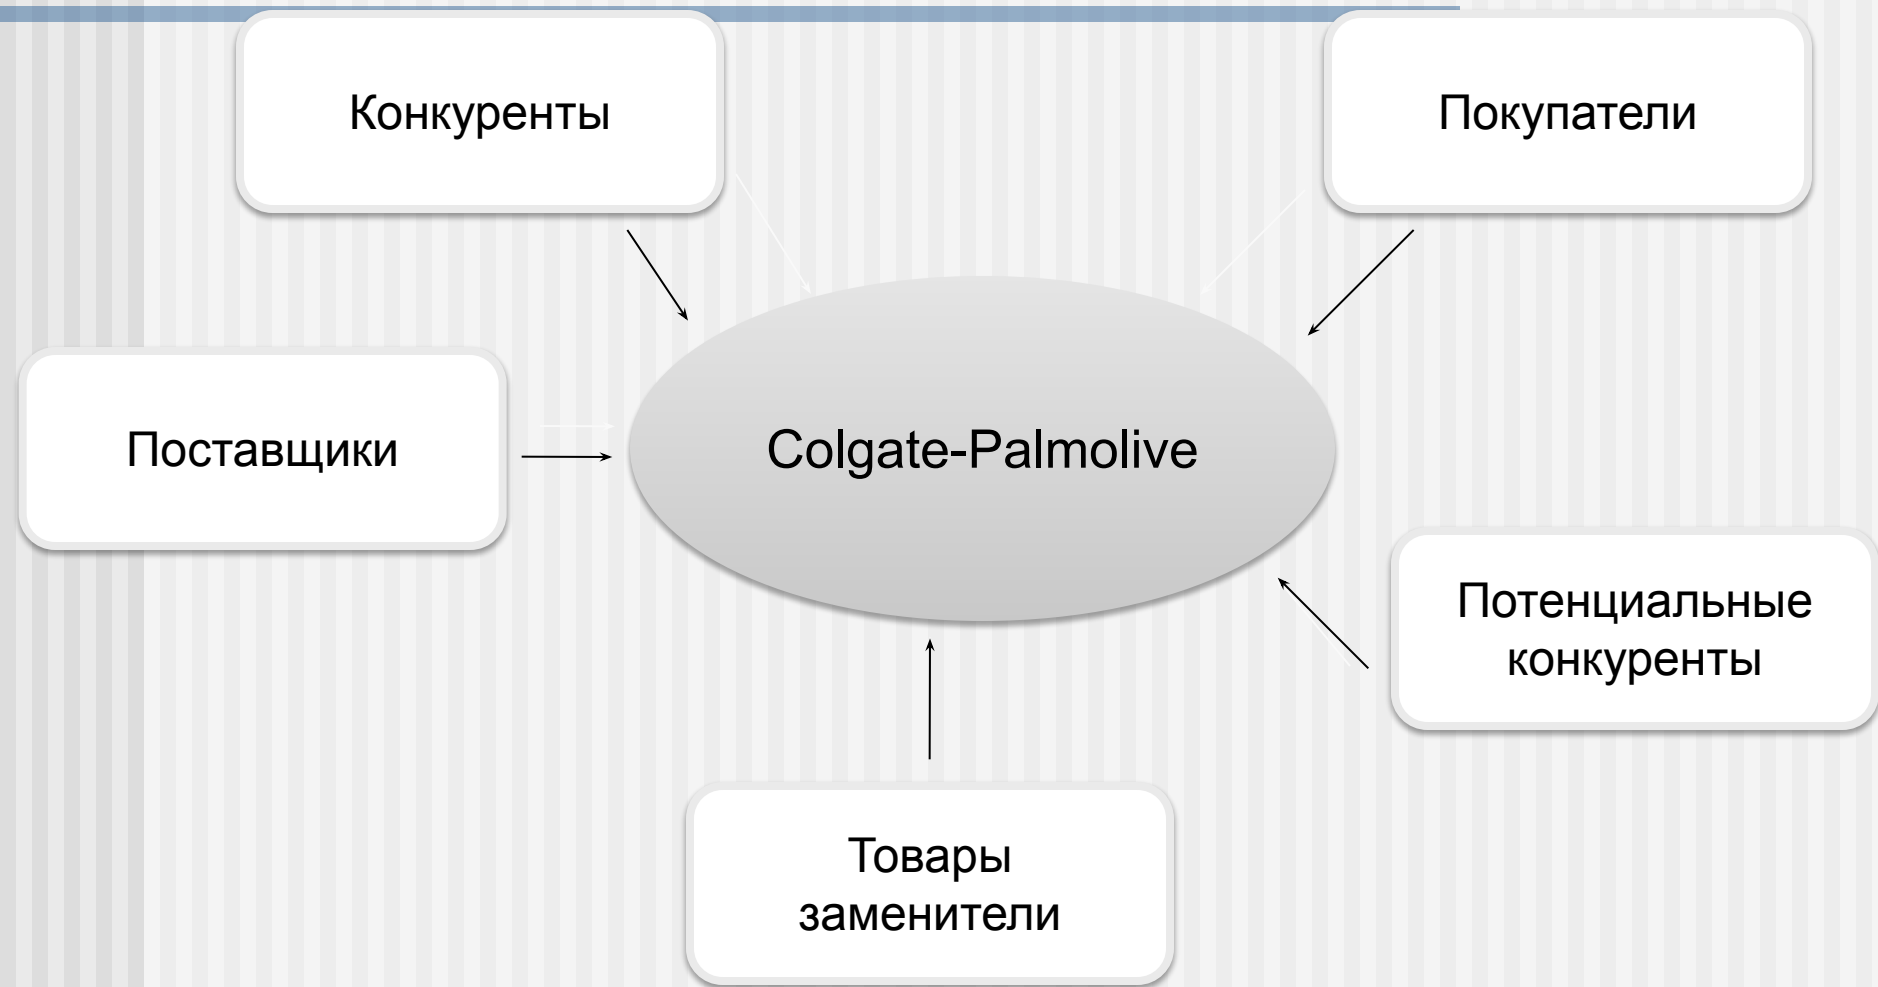 Конкуренты
Покупатели
Поставщики
Colgate-Palmolive
Потенциальные
конкуренты
Товары
заменители